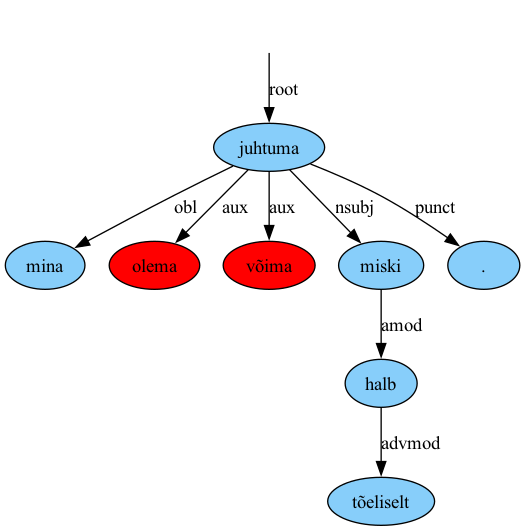 root
juhtuma
obl aux aux nsubj punct
mina olema võima miski .
amod
halb
advmod
tõeliselt